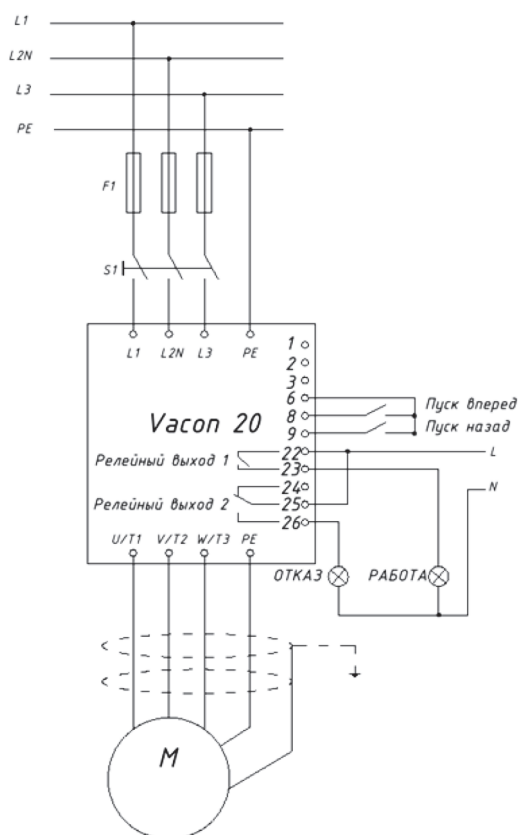 L1
L2N
L3
PE
F1
S1
L1 L2N L3 PE
1
2
3
6
8 Пуск вперед
9 Пуск назад
Vacon 20
Релейный выход 1
22 L
23
24
Релейный выход 2
25 N
26
U/T1 V/T2 W/T3 PE
ОТКАЗ РАБОТА
M